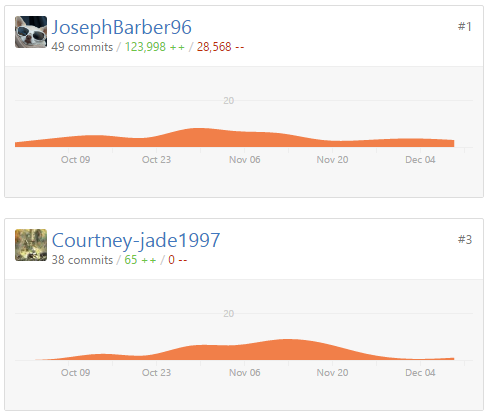 JosephBarber96 #1
49 commits / 123,998 ++ / 28,568 --
20
Oct 09 Oct 23 Nov 06 Nov 20 Dec 04
Courtney-jade1997 #3
38 commits / 65 ++ / 0 --
20
Oct 09 Oct 23 Nov 06 Nov 20 Dec 04